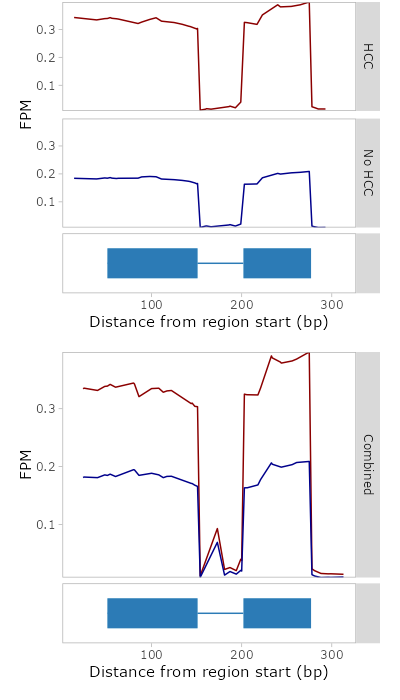 0.3
0.2
0.1
HCC
FPM
0.3
0.2
0.1
No HCC
100 200 300
Distance from region start (bp)
0.3
0.2
0.1
FPM
Combined
100 200 300
Distance from region start (bp)